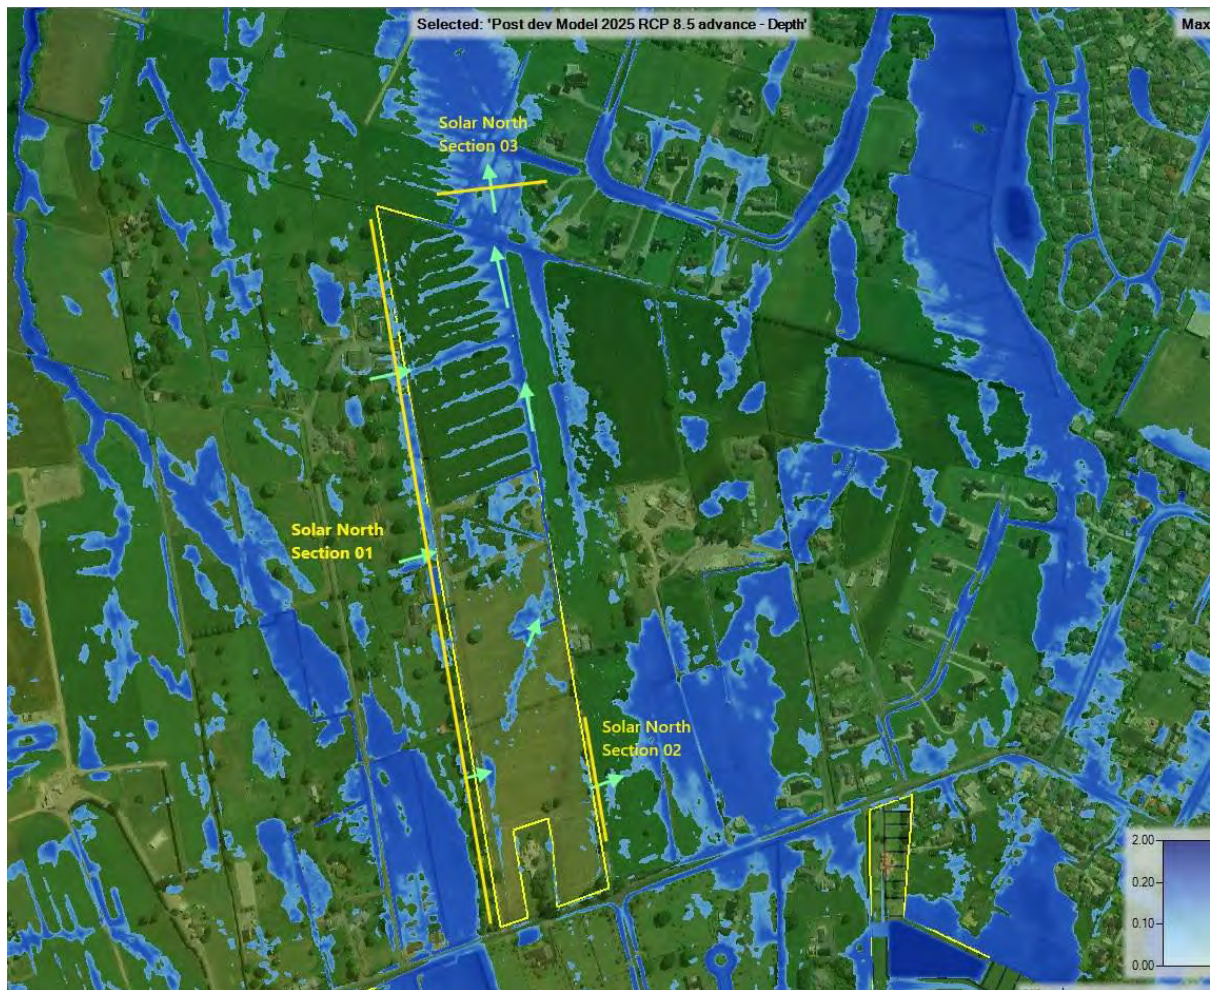 Selected: 'Post dev Model 2025 RCP 8.5 advance - Depth'
Max
Solar North
Section 03
Solar North
Section 01
Solar North
Section 02
2.00
0.20
0.10
0.00